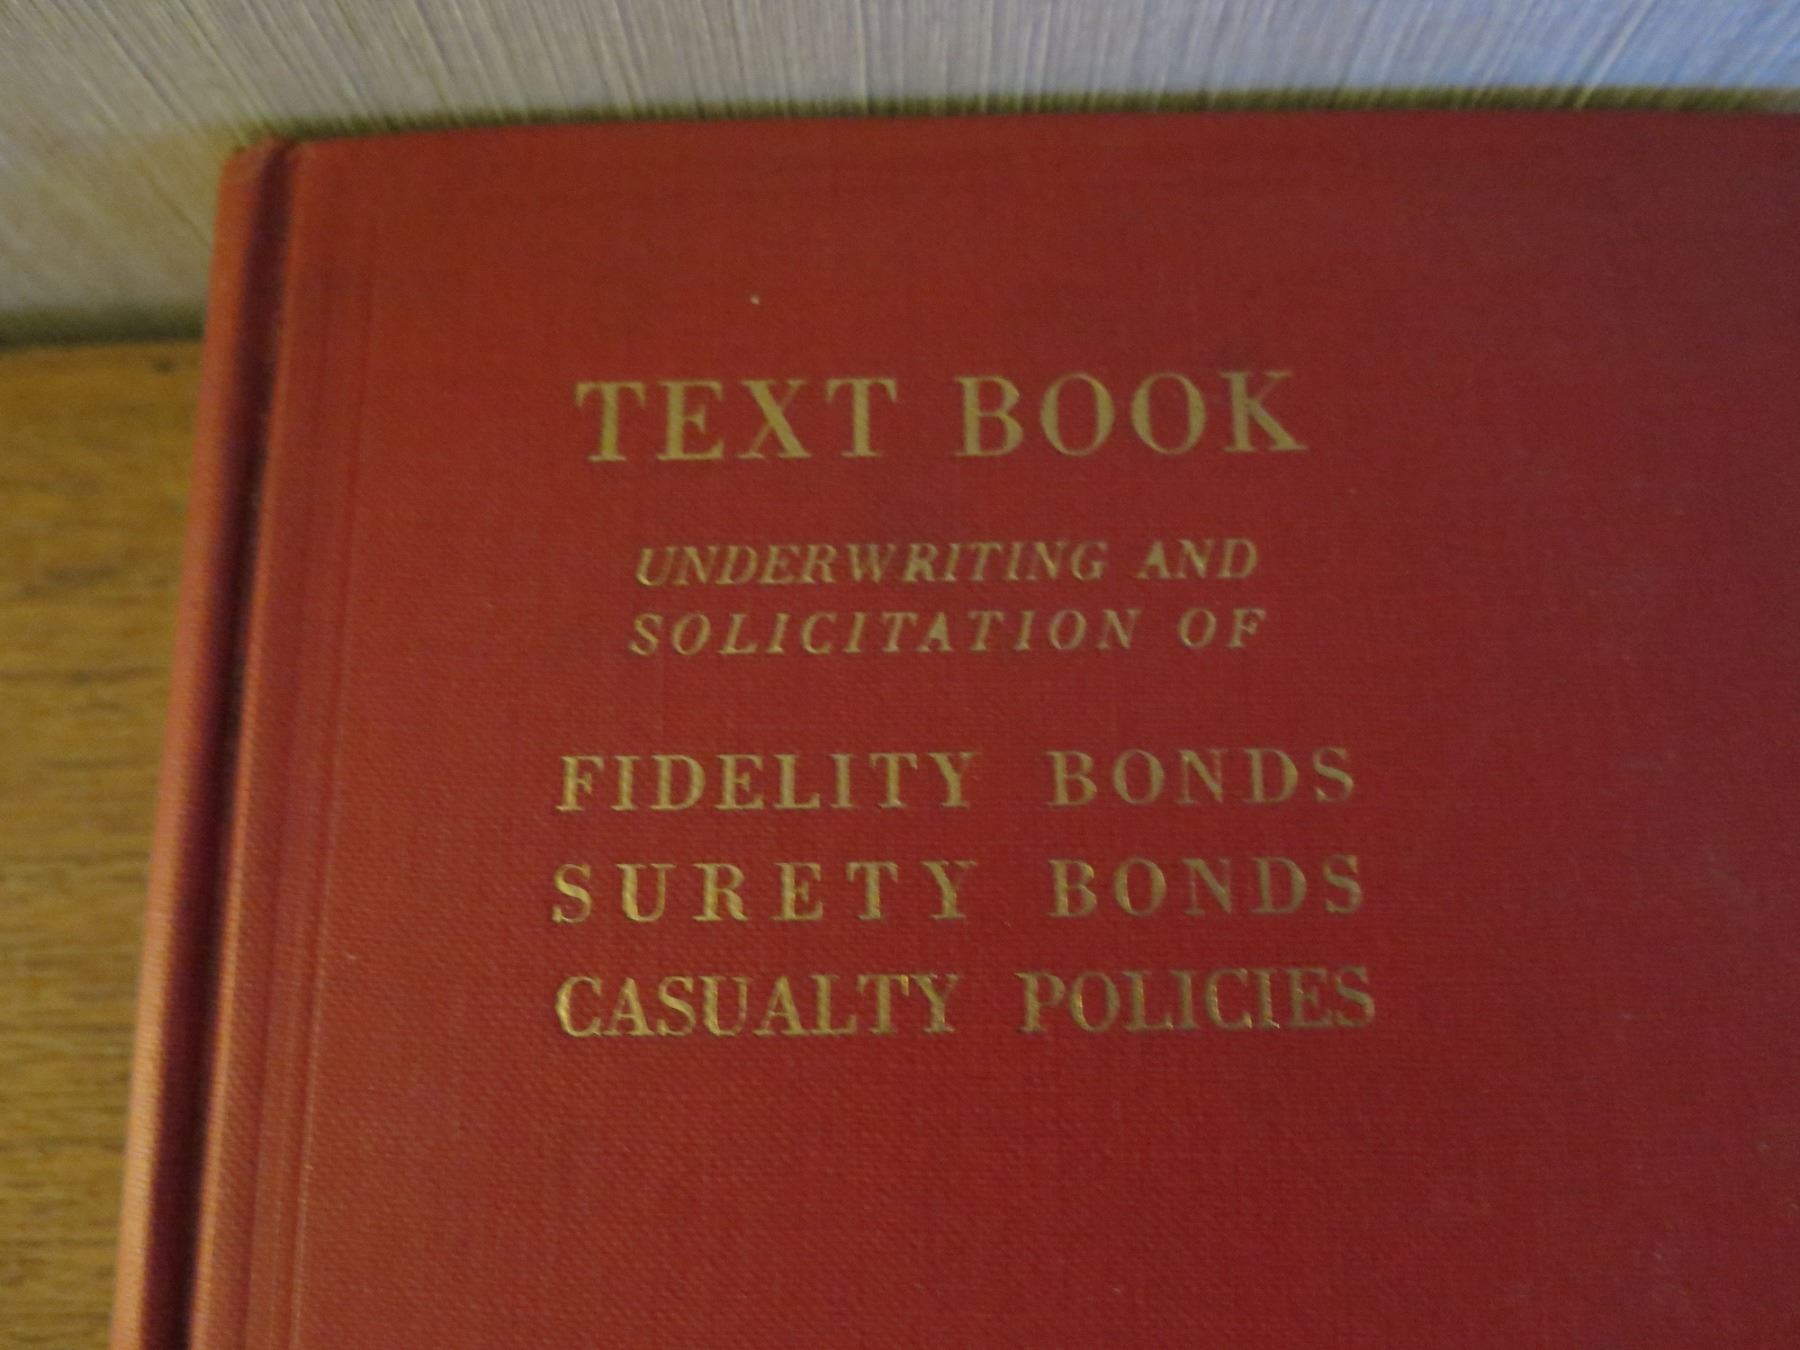 TEXT BOOK
UNDERWRITING AND
SOLICITATION OF
FIDELITY BONDS
SURETY BONDS
CASUALTY POLICIES